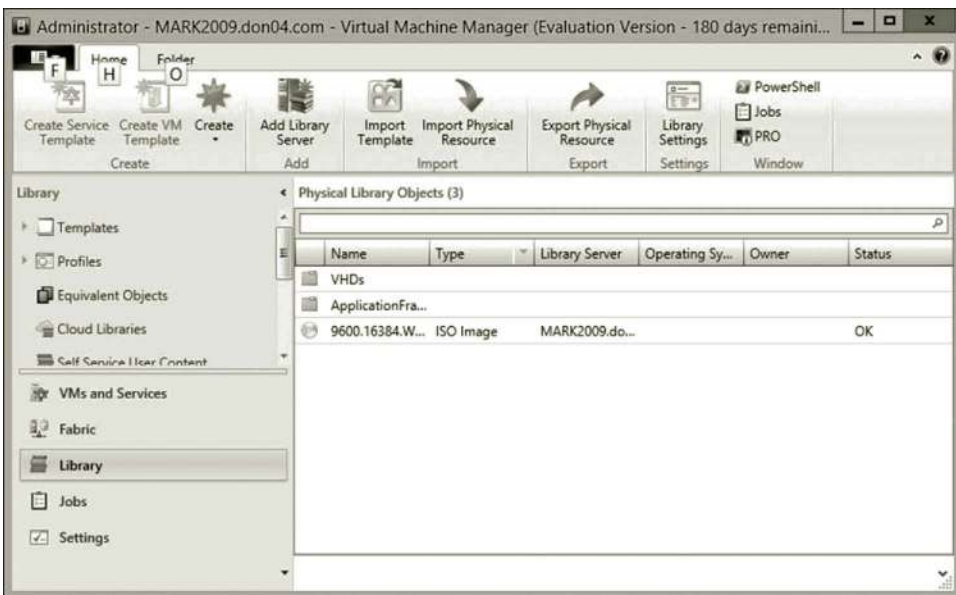 Administrator - MARK2009.don04.com - Virtual Machine Manager (Evaluation Version - 180 days remaini...
Home Folder
F H O
Create Service Template
Create VM Template
Create
Add Library Server
Import Template
Import Physical Resource
Export Physical Resource
Library Settings
PowerShell
Jobs
PRO
Create Add Import Export Settings Window
Library
Templates
Profiles
Equivalent Objects
Cloud Libraries
Self Service User Content
VMs and Services
Fabric
Library
Jobs
Settings
Physical Library Objects (3)
Name Type Library Server Operating Sy... Owner Status
VHDs
ApplicationFra...
9600.16384.W... ISO Image MARK2009.do... OK